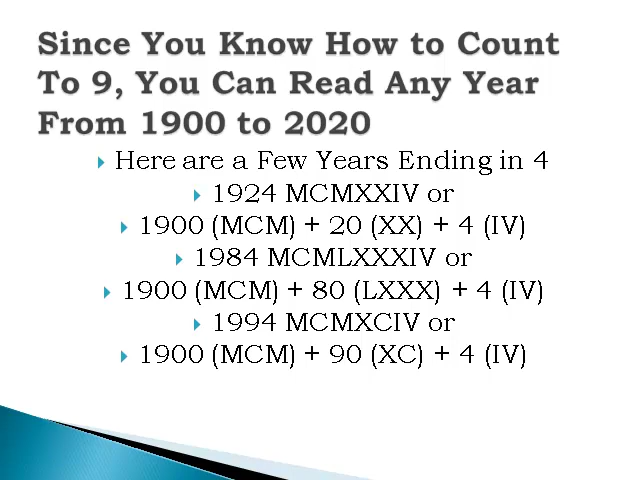 Since You Know How to Count
To 9, You Can Read Any Year
From 1900 to 2020
Here are a Few Years Ending in 4
1924 MCMXXIV or
1900 (MCM) + 20 (XX) + 4 (IV)
1984 MCMLXXXIV or
1900 (MCM) + 80 (LXXX) + 4 (IV)
1994 MCMXCIV or
1900 (MCM) + 90 (XC) + 4 (IV)